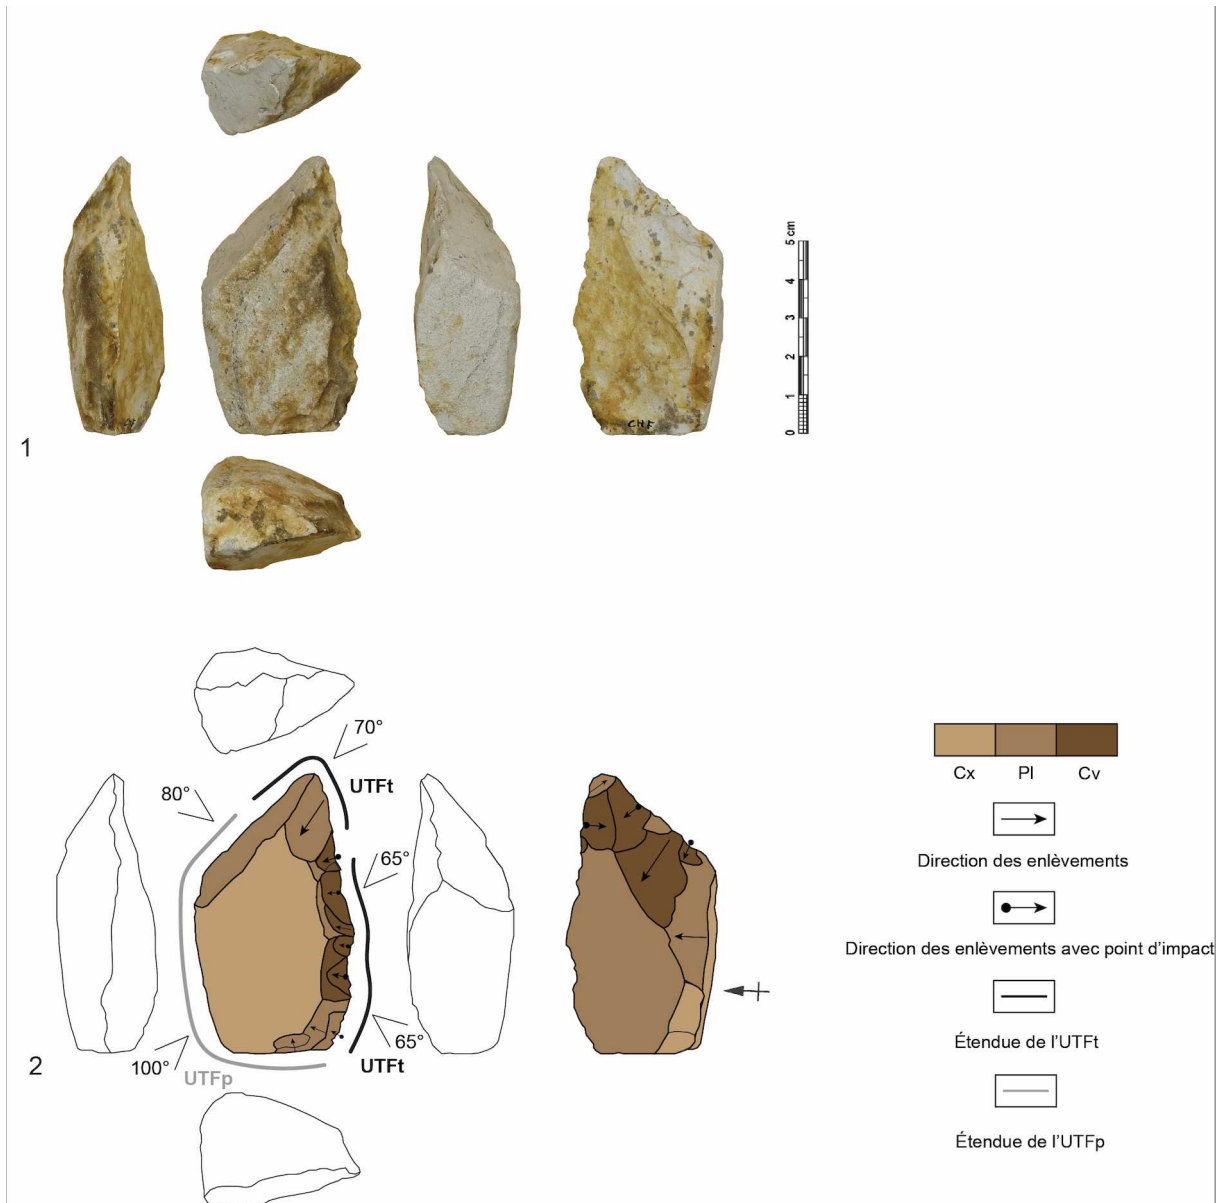 5 cm
4
3
2
1
0
CHF
1
70°
UTFt
80°
65°
65°
UTFt
100°
UTFp
2
Cx Pl Cv
Direction des enlèvements
Direction des enlèvements avec point d'impact
Étendue de l'UTFt
Étendue de l'UTFp